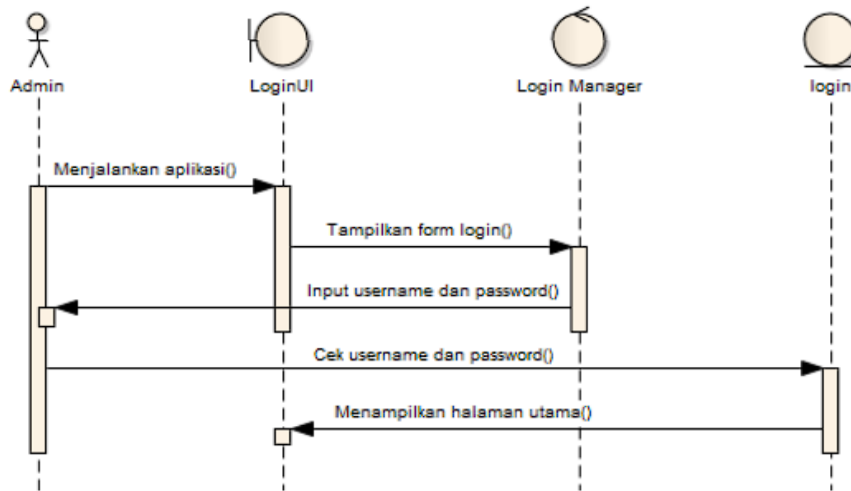 Admin
LoginUI
Login Manager
login
Menjalankan aplikasi()
Tampilkan form login()
Input username dan password()
Cek username dan password()
Menampilkan halaman utama()